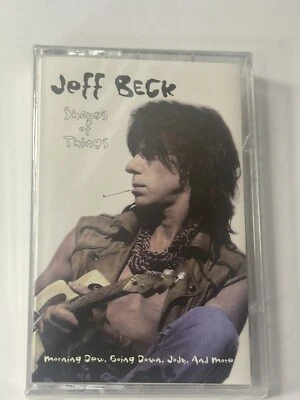 Jeff Beck
Shapes
of
Things
Morning Dew, Going Down, Jody, And More